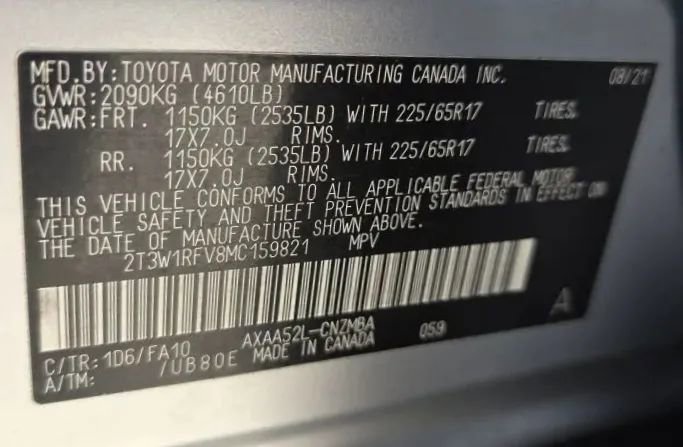 MFD.BY:TOYOTA MOTOR MANUFACTURING CANADA INC. 08/21
GVWR:2090KG (4610LB)
GAWR:FRT. 1150KG (2535LB) WITH 225/65R17 TIRES.
17X7.0J RIMS.
RR. 1150KG (2535LB) WITH 225/65R17 TIRES.
17X7.0J RIMS.
THIS VEHICLE CONFORMS TO ALL APPLICABLE FEDERAL MOTOR
VEHICLE SAFETY AND THEFT PREVENTION STANDARDS IN EFFECT ON
THE DATE OF MANUFACTURE SHOWN ABOVE.
2T3W1RFV8MC159821 MPV
A
AXAA52L-CNZMBA 059
C/TR:1D6/FA10 MADE IN CANADA
A/TM: /UB80E